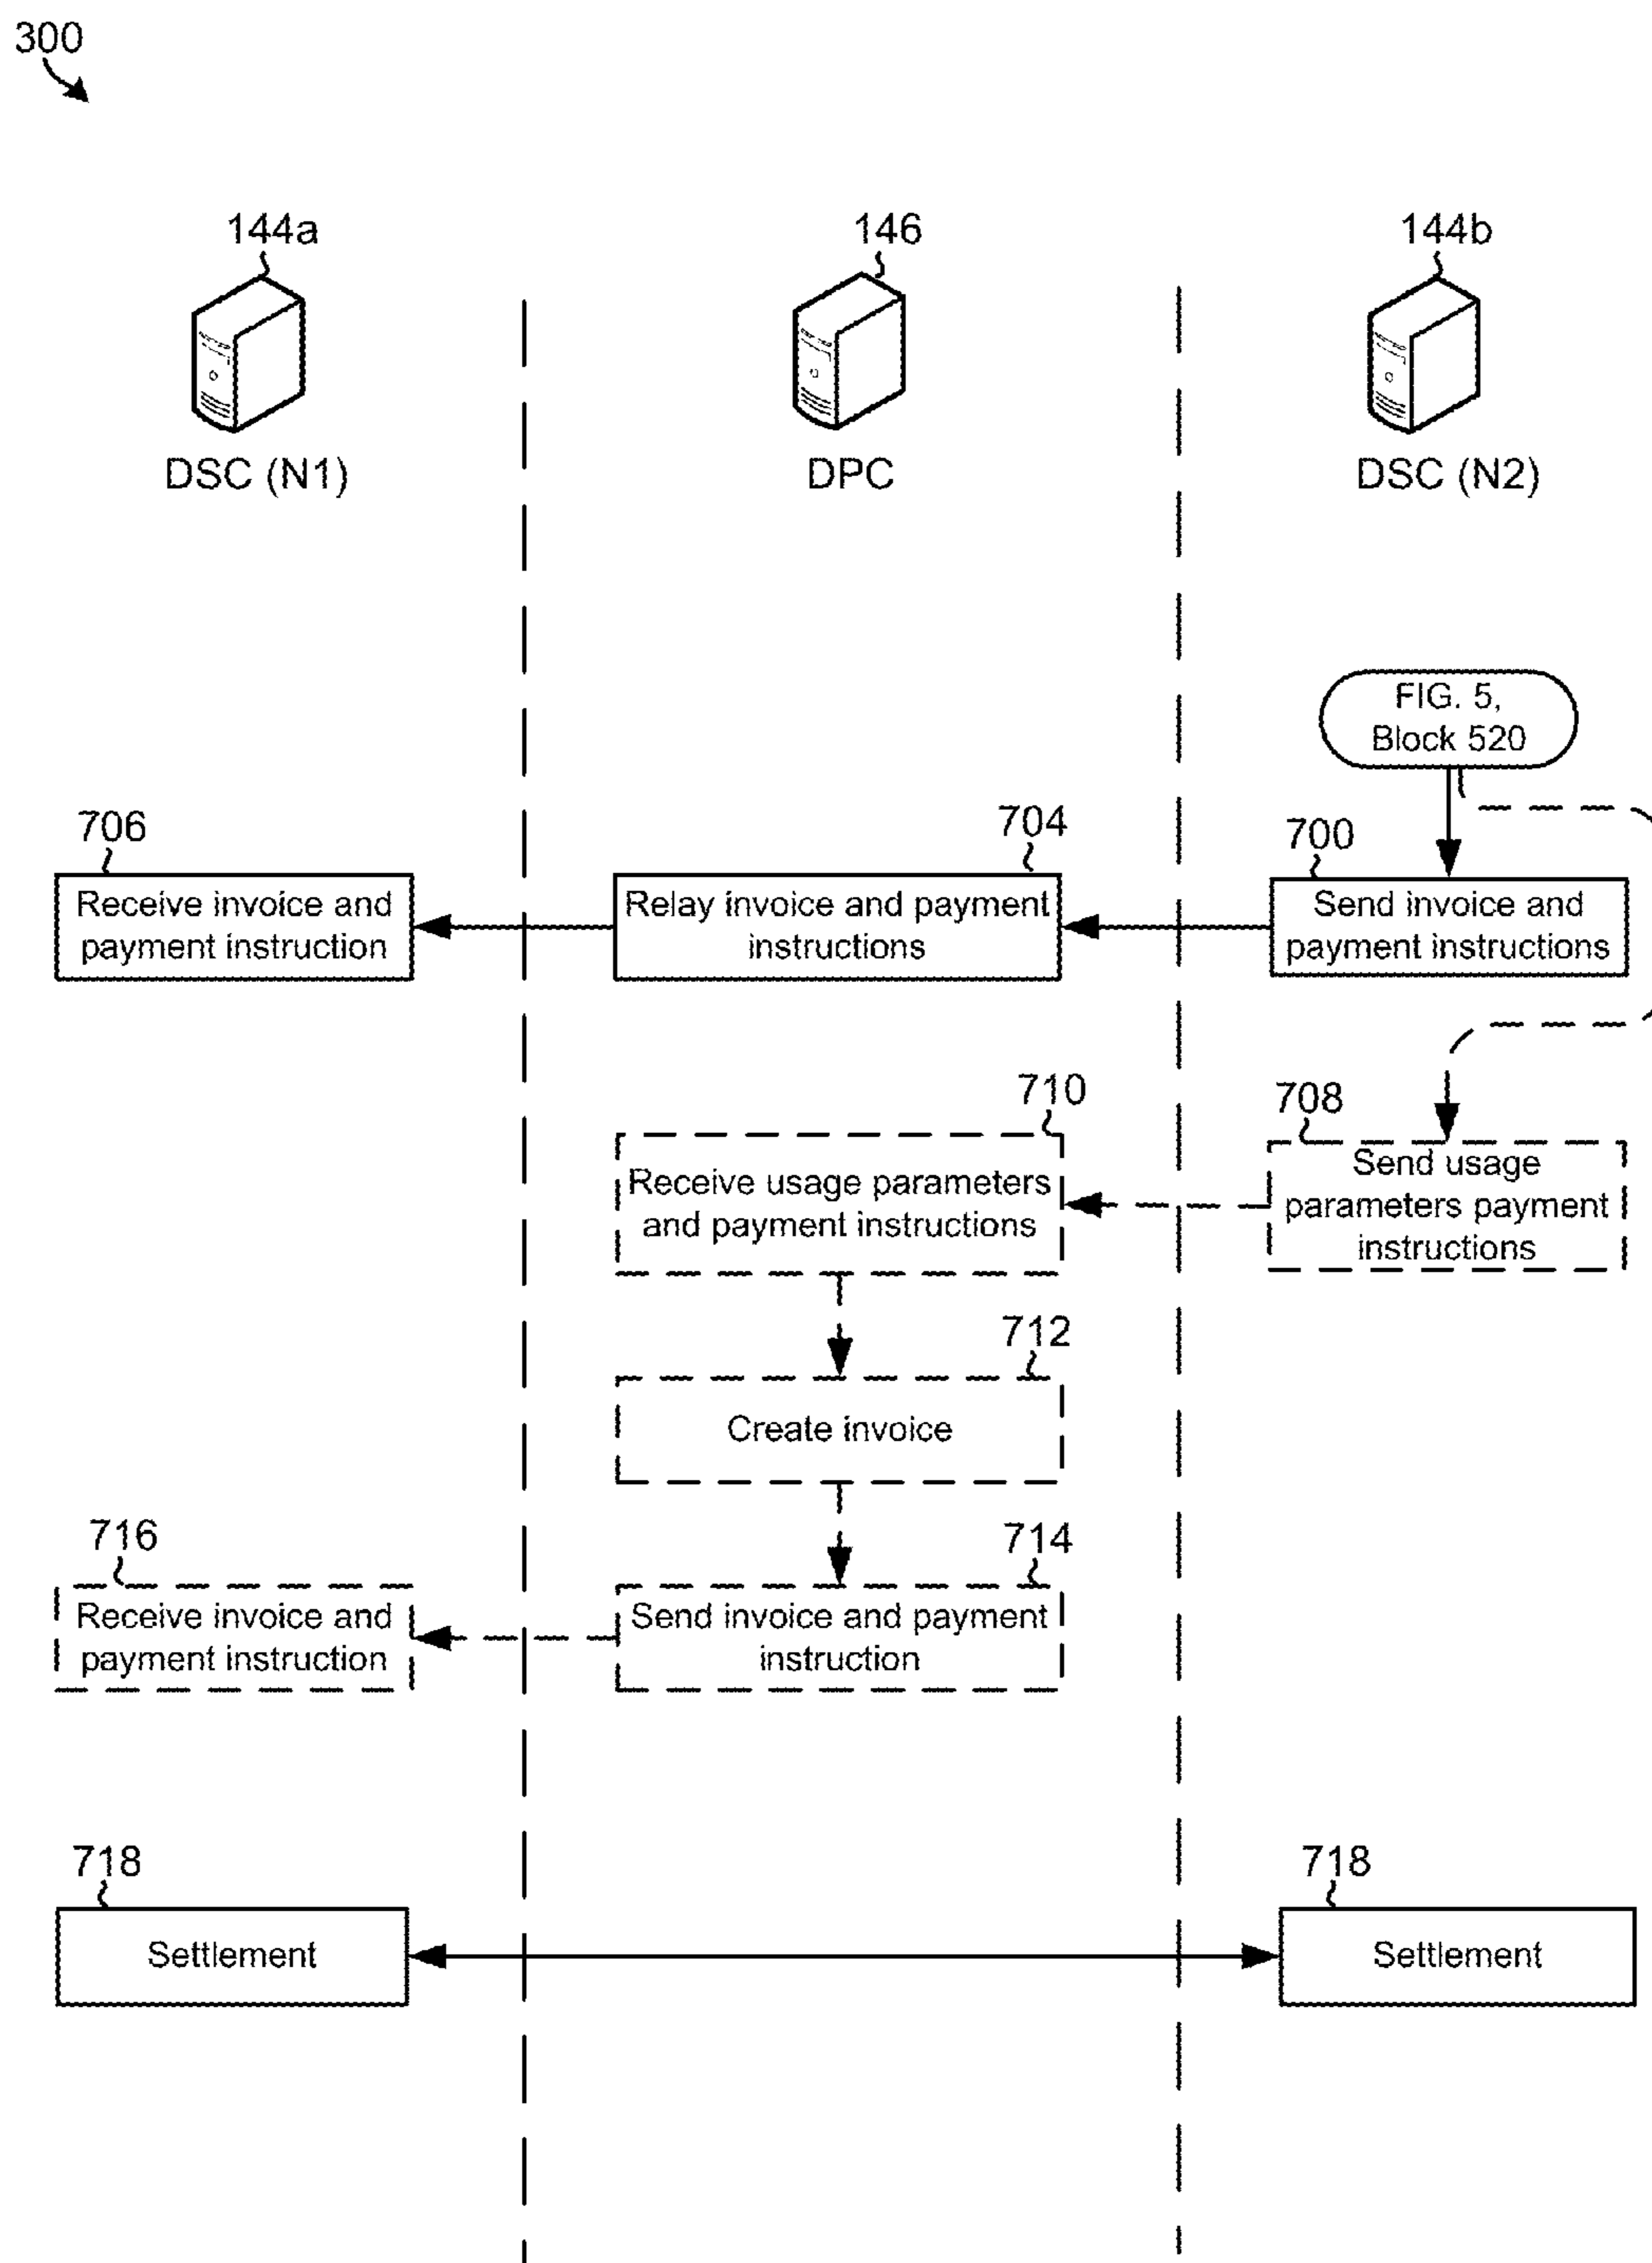 300
144a
146
144b
DSC (N1)
DPC
DSC (N2)
FIG. 5,
Block 520
706
704
700
Receive invoice and
payment instruction
Relay invoice and payment
instructions
Send invoice and
payment instructions
710
708
Receive usage parameters
and payment instructions
Send usage
parameters payment
instructions
712
Create invoice
716
714
Receive invoice and
payment instruction
Send invoice and payment
instruction
718
718
Settlement
Settlement